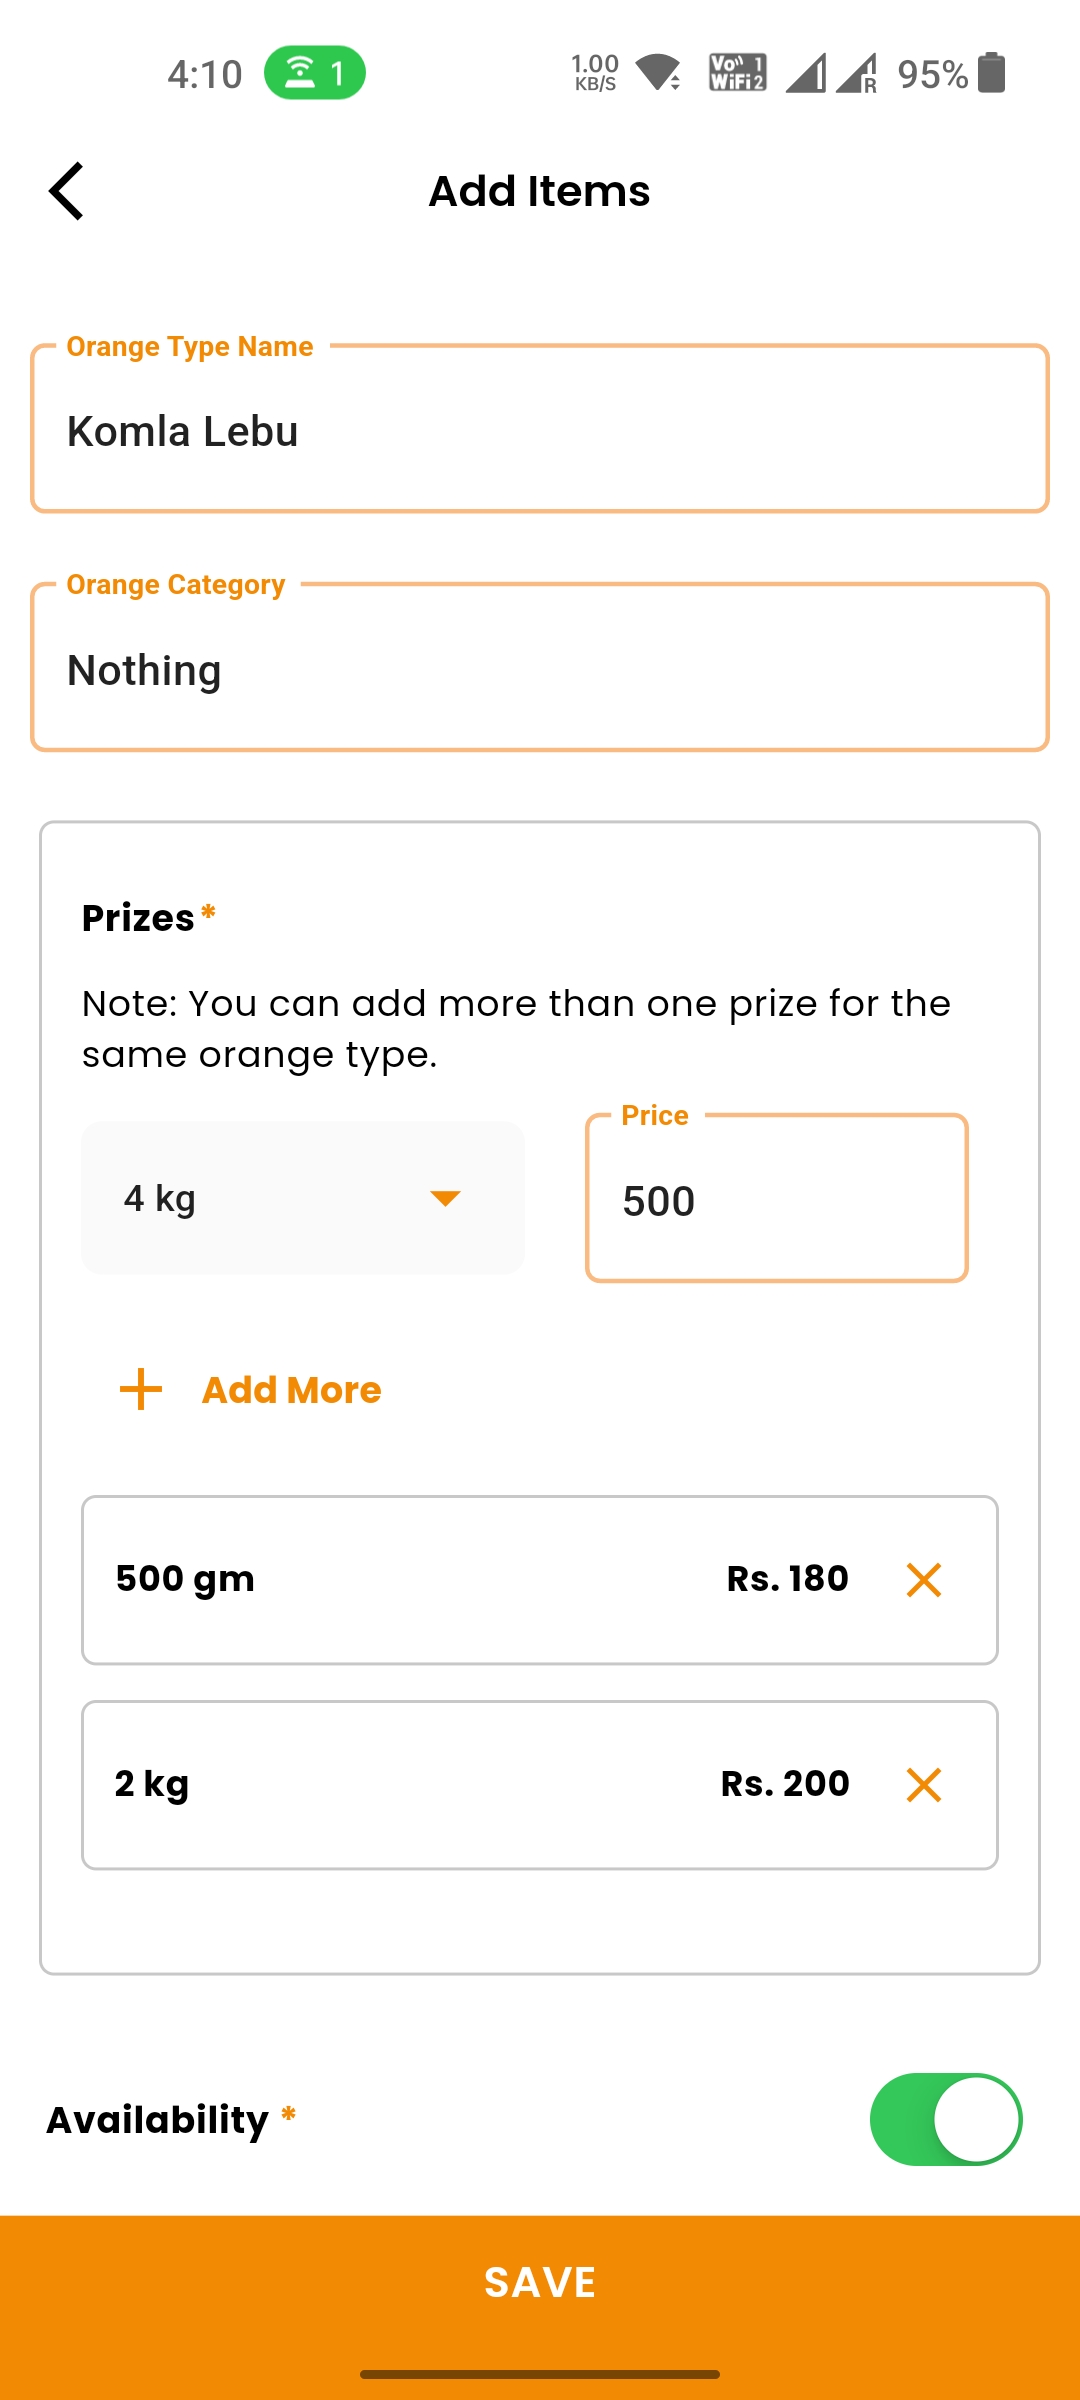 4:10 1 1.00 KB/S Vo 1 WiFi 2 R 95%
Add Items
Orange Type Name
Komla Lebu
Orange Category
Nothing
Prizes *
Note: You can add more than one prize for the
same orange type.
Price
4 kg 500
+ Add More
500 gm Rs. 180
2 kg Rs. 200
Availability *
SAVE